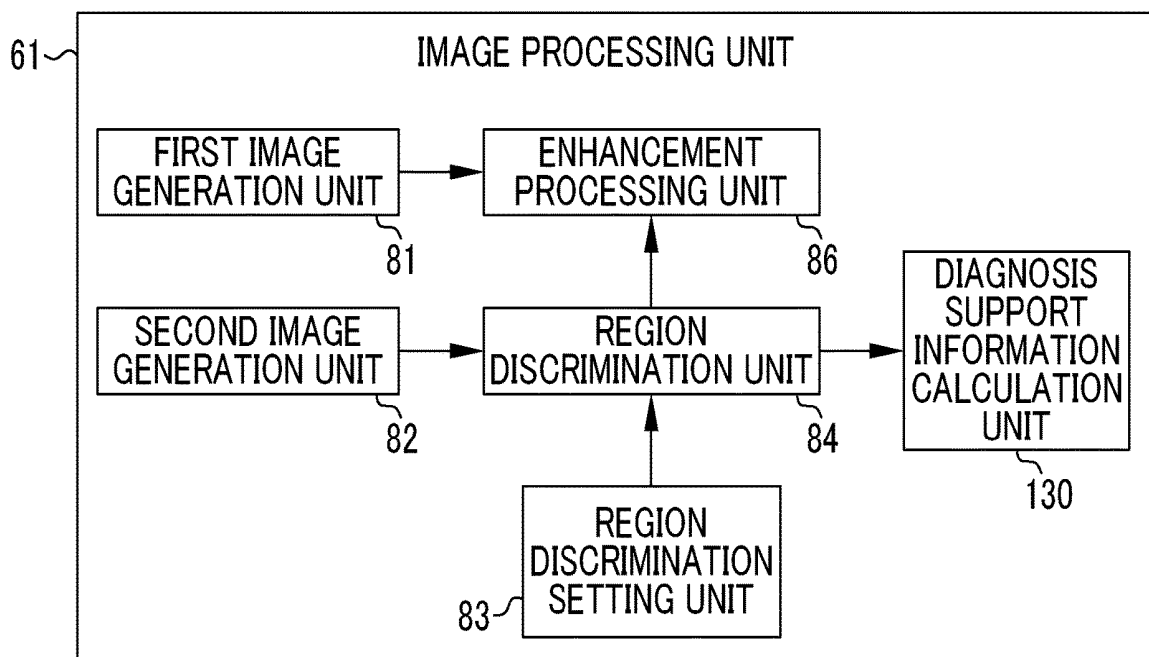 61
IMAGE PROCESSING UNIT
FIRST IMAGE
GENERATION UNIT
81
ENHANCEMENT
PROCESSING UNIT
86
SECOND IMAGE
GENERATION UNIT
82
REGION
DISCRIMINATION UNIT
84
DIAGNOSIS
SUPPORT
INFORMATION
CALCULATION
UNIT
130
REGION
DISCRIMINATION
SETTING UNIT
83